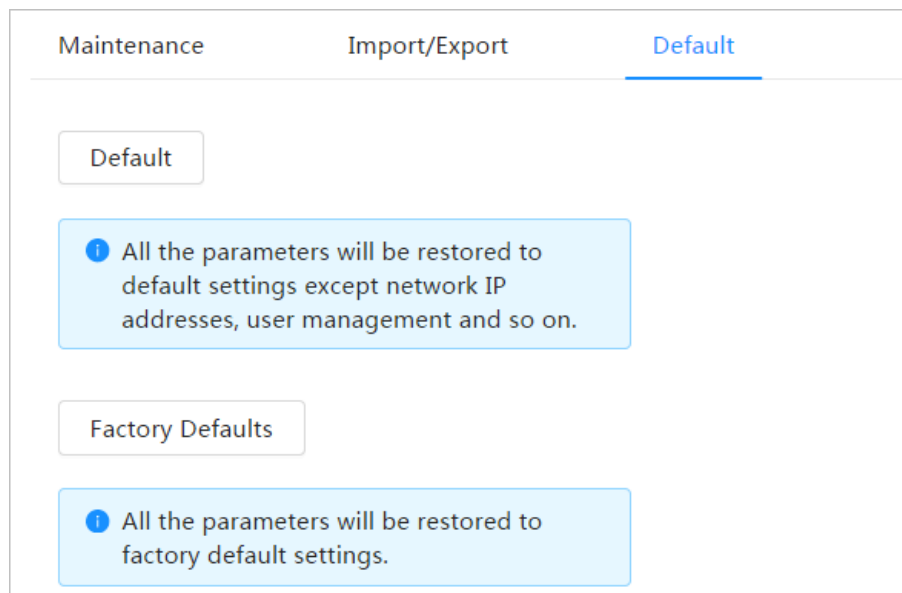 Maintenance Import/Export Default
Default
All the parameters will be restored to
default settings except network IP
addresses, user management and so on.
Factory Defaults
All the parameters will be restored to
factory default settings.